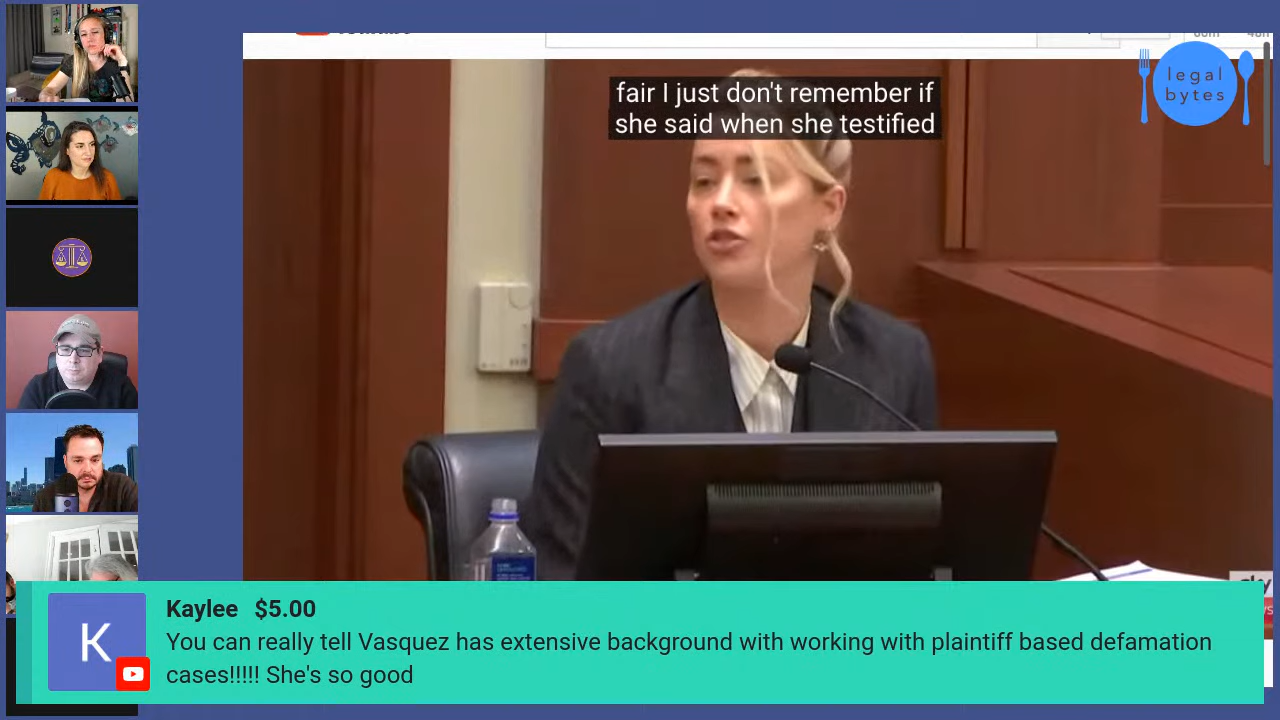 fair I just don't remember if
she said when she testified
legal
bytes
sky
Kaylee $5.00
You can really tell Vasquez has extensive background with working with plaintiff based defamation
cases!!!!! She's so good
K